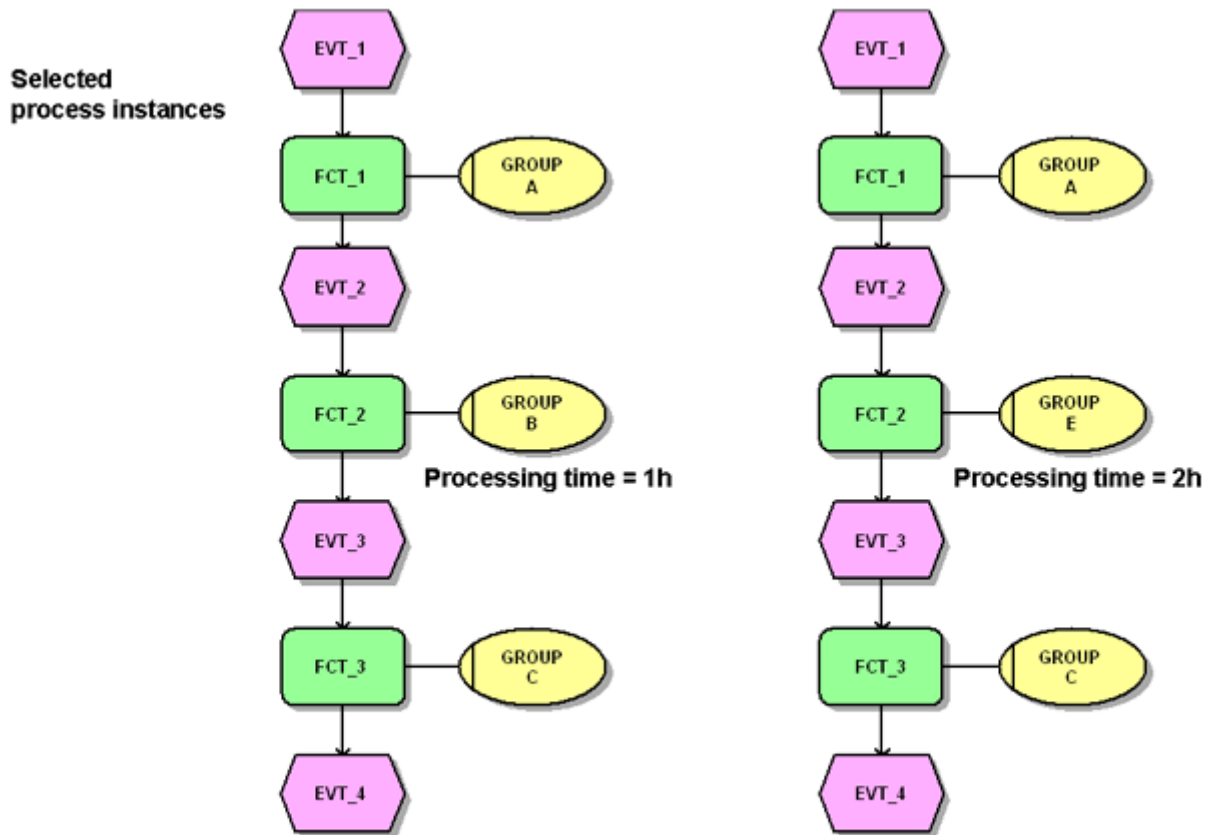 EVT_1
EVT_1
Selected
process instances
FCT_1
GROUP
A
FCT_1
GROUP
A
EVT_2
EVT_2
FCT_2
GROUP
B
FCT_2
GROUP
E
Processing time = 1h
Processing time = 2h
EVT_3
EVT_3
FCT_3
GROUP
C
FCT_3
GROUP
C
EVT_4
EVT_4